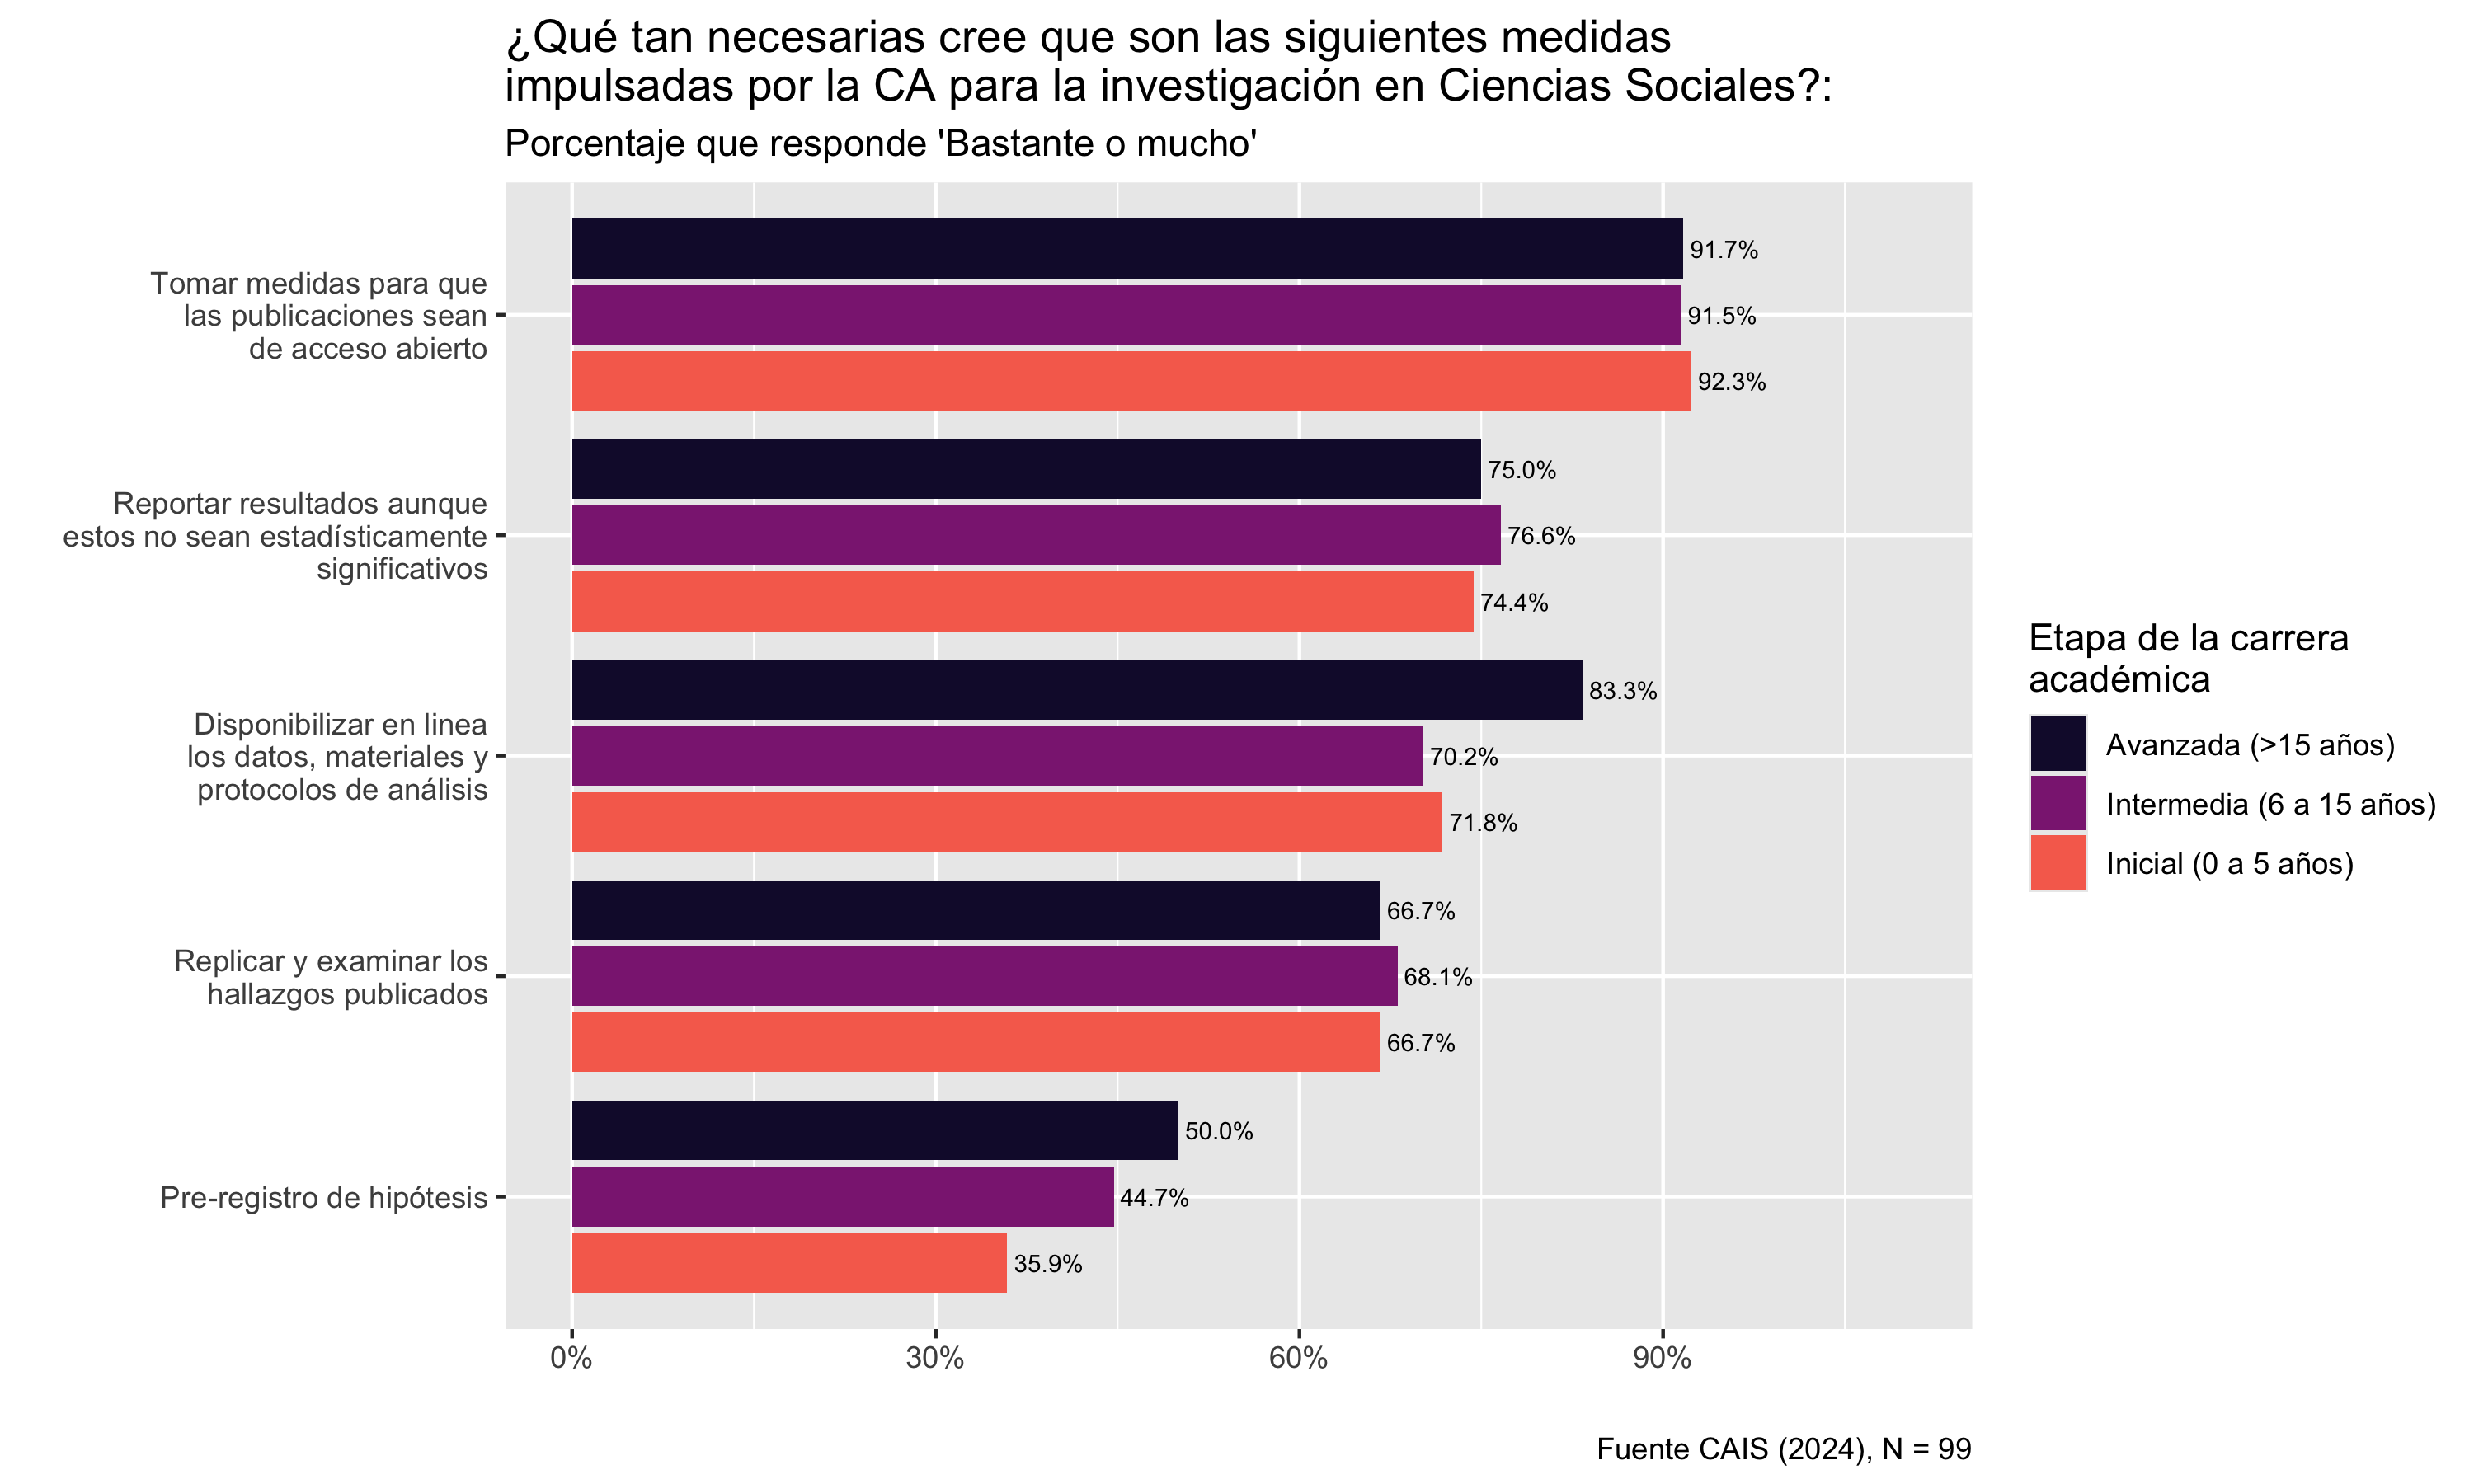 ¿Qué tan necesarias cree que son las siguientes medidas
impulsadas por la CA para la investigación en Ciencias Sociales?:
Porcentaje que responde 'Bastante o mucho'
Tomar medidas para que
las publicaciones sean
de acceso abierto
91.7%
91.5%
92.3%
Reportar resultados aunque
estos no sean estadísticamente
significativos
75.0%
76.6%
74.4%
Disponibilizar en linea
los datos, materiales y
protocolos de análisis
83.3%
70.2%
71.8%
Replicar y examinar los
hallazgos publicados
66.7%
68.1%
66.7%
Pre-registro de hipótesis
50.0%
44.7%
35.9%
0%
30%
60%
90%
Etapa de la carrera
académica
Avanzada (>15 años)
Intermedia (6 a 15 años)
Inicial (0 a 5 años)
Fuente CAIS (2024), N = 99